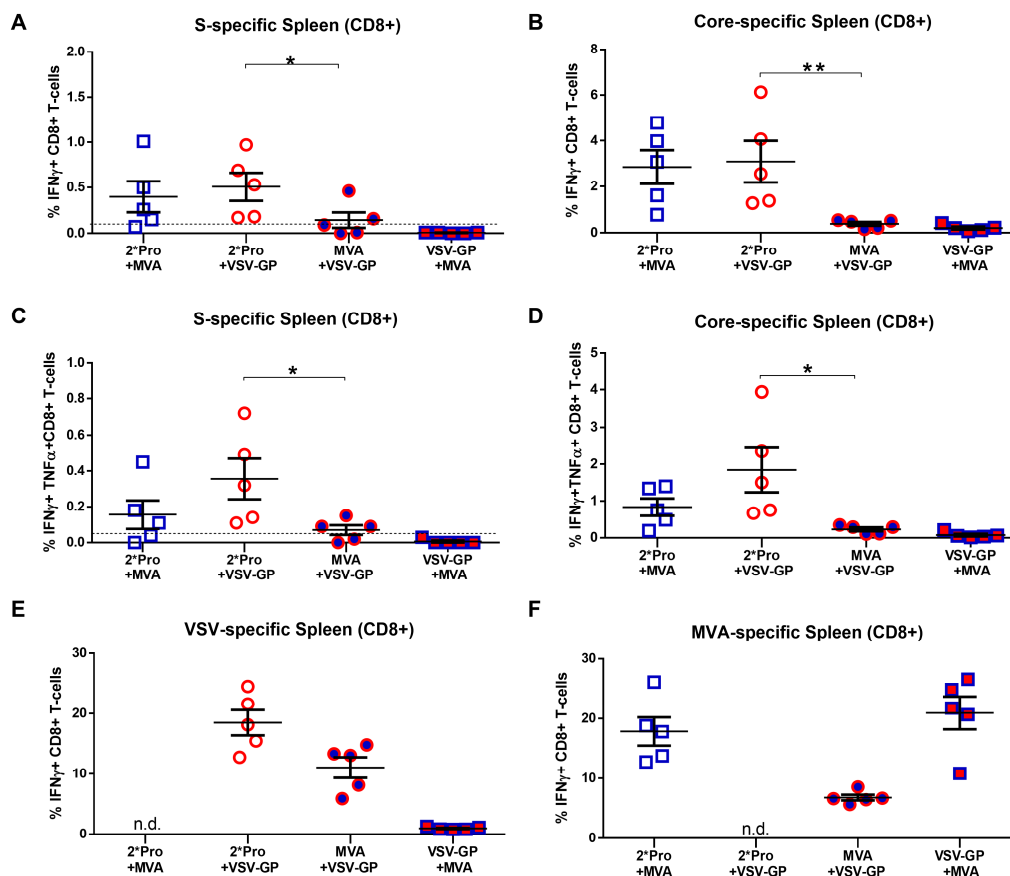 A
S-specific Spleen (CD8+)
% IFNγ+ CD8+ T-cells
2.0
1.5
1.0
0.5
0.0
*
2*Pro
+MVA
2*Pro
+VSV-GP
MVA
+VSV-GP
VSV-GP
+MVA
B
Core-specific Spleen (CD8+)
% IFNγ+ CD8+ T-cells
8
6
4
2
0
**
2*Pro
+MVA
2*Pro
+VSV-GP
MVA
+VSV-GP
VSV-GP
+MVA
C
S-specific Spleen (CD8+)
% IFNγ+ TNFα+CD8+ T-cells
1.0
0.8
0.6
0.4
0.2
0.0
*
2*Pro
+MVA
2*Pro
+VSV-GP
MVA
+VSV-GP
VSV-GP
+MVA
D
Core-specific Spleen (CD8+)
% IFNγ+TNFα+ CD8+ T-cells
5
4
3
2
1
0
*
2*Pro
+MVA
2*Pro
+VSV-GP
MVA
+VSV-GP
VSV-GP
+MVA
E
VSV-specific Spleen (CD8+)
% IFNγ+ CD8+ T-cells
30
20
10
0
n.d.
2*Pro
+MVA
2*Pro
+VSV-GP
MVA
+VSV-GP
VSV-GP
+MVA
F
MVA-specific Spleen (CD8+)
% IFNγ+ CD8+ T-cells
30
20
10
0
n.d.
2*Pro
+MVA
2*Pro
+VSV-GP
MVA
+VSV-GP
VSV-GP
+MVA